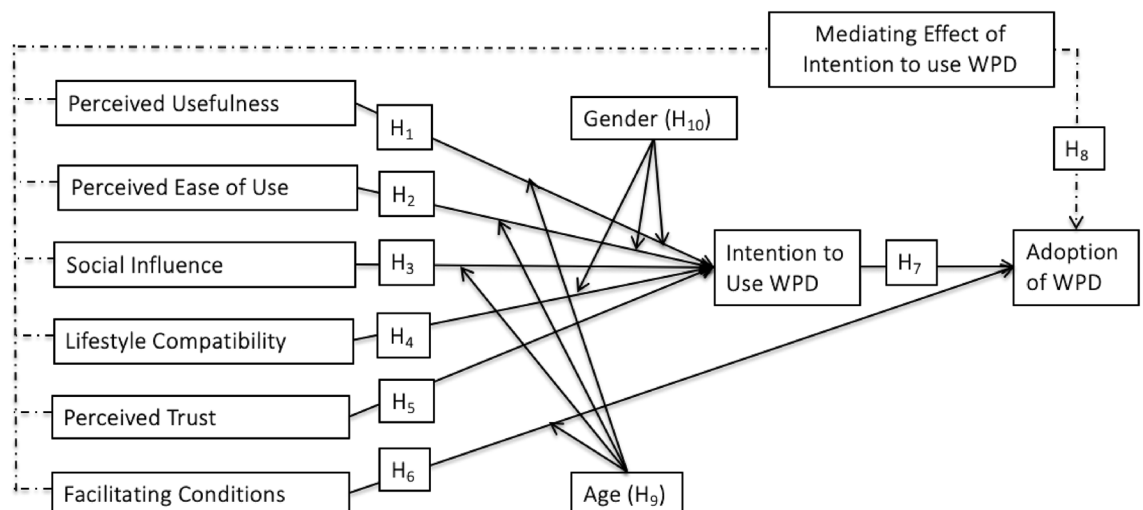 Mediating Effect of
Intention to use WPD
Perceived Usefulness
H₁
Gender (H₁₀)
H₈
Perceived Ease of Use
H₂
Social Influence
H₃
Intention to
Use WPD
H₇
Adoption
of WPD
Lifestyle Compatibility
H₄
Perceived Trust
H₅
Facilitating Conditions
H₆
Age (H₉)